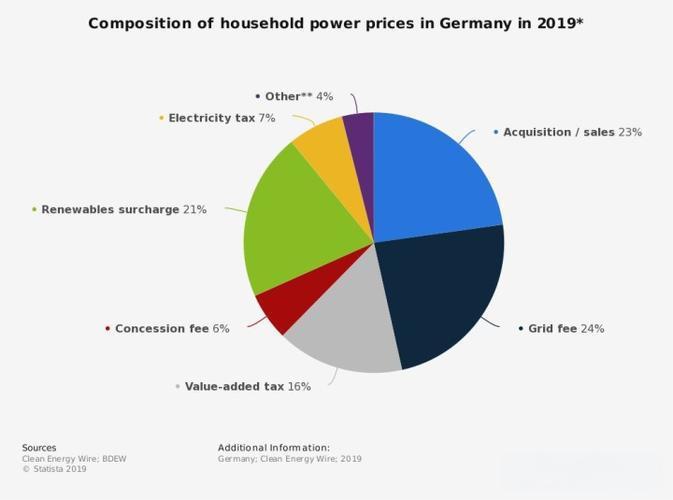 Composition of household power prices in Germany in 2019*
• Other** 4%
• Electricity tax 7%
• Acquisition / sales 23%
• Renewables surcharge 21%
• Concession fee 6%
• Grid fee 24%
• Value-added tax 16%
Sources
Clean Energy Wire; BDEW
© Statista 2019
Additional Information:
Germany; Clean Energy Wire; 2019